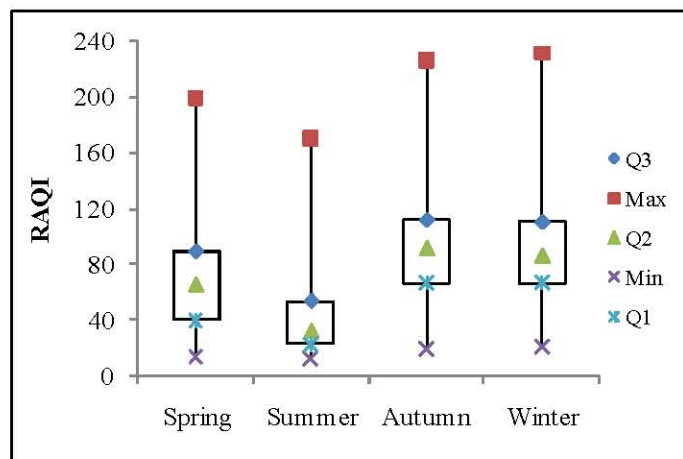 240
200
160
120
80
40
0
RAQI
Spring Summer Autumn Winter
Q3
Max
Q2
Min
Q1